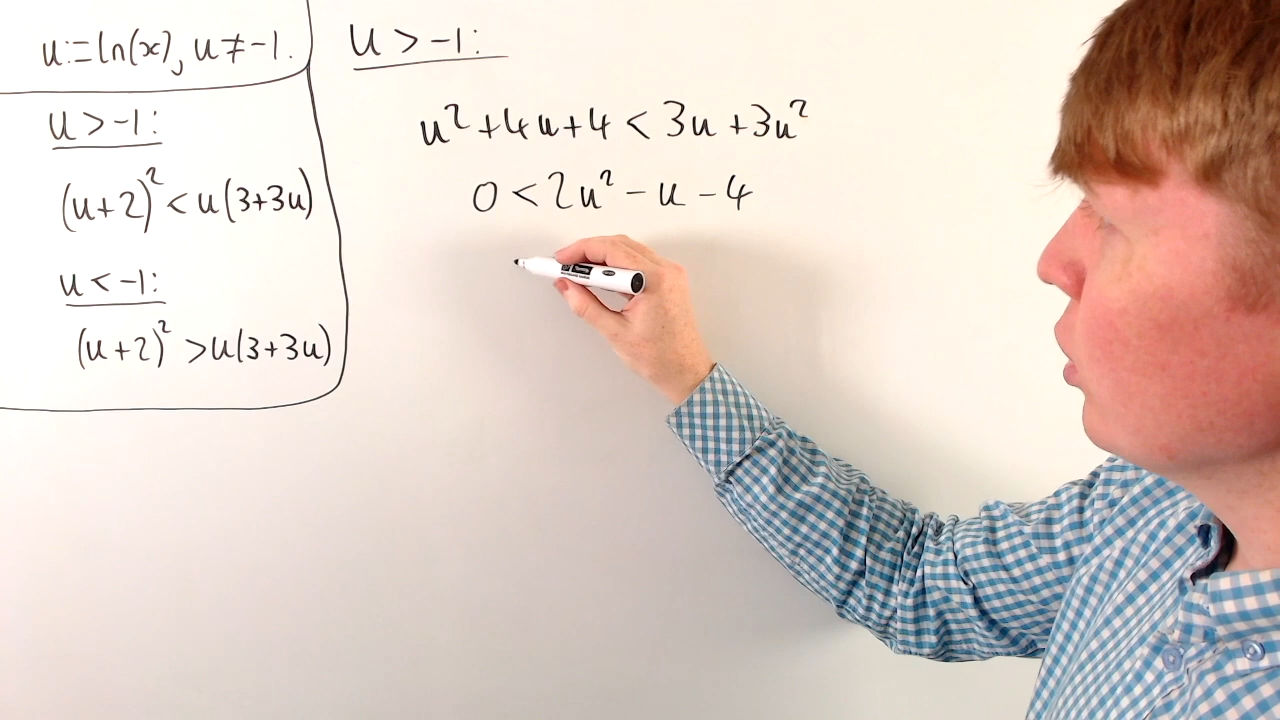 u:=ln(x), u≠-1.
u>-1:
(u+2)²<u(3+3u)
u<-1:
(u+2)²>u(3+3u)
u>-1:
u²+4u+4<3u+3u²
0<2u²-u-4